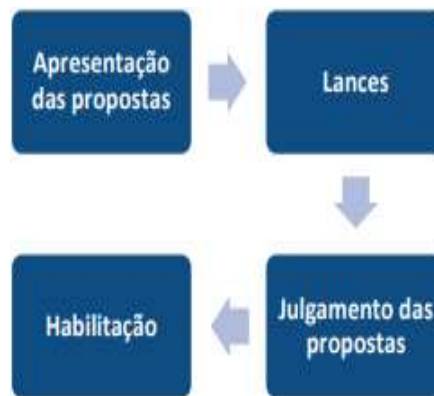 Apresentação
das propostas
Lances
Julgamento das
propostas
Habilitação